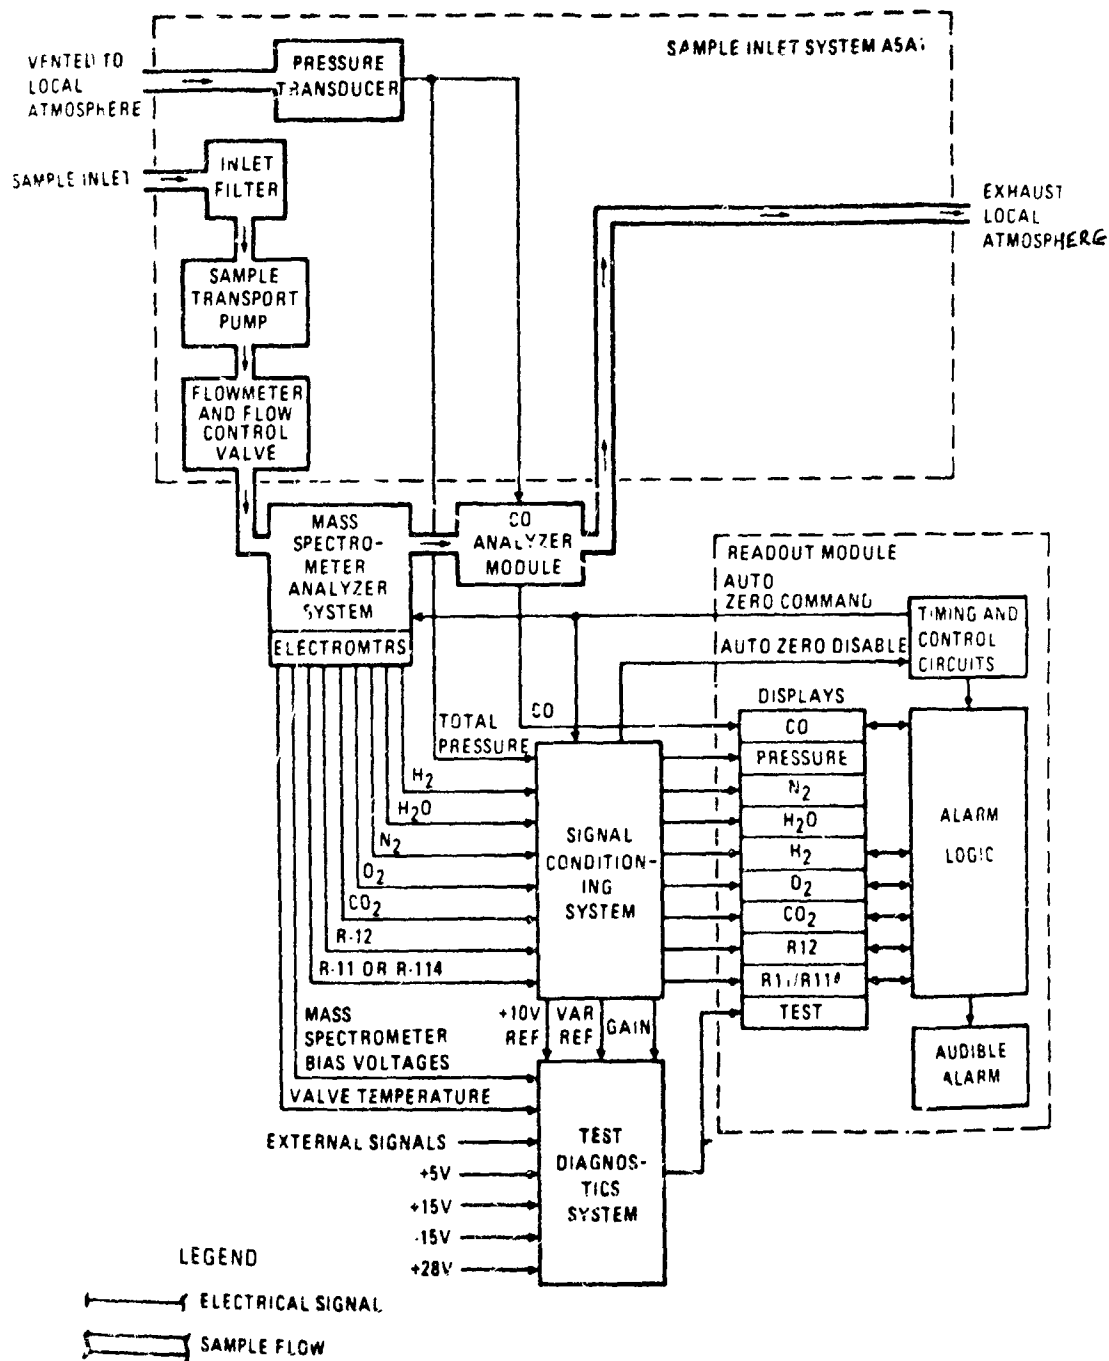 SAMPLE INLET SYSTEM A5A1
VENTED TO
LOCAL
ATMOSPHERE
PRESSURE
TRANSDUCER
SAMPLE INLET
INLET
FILTER
EXHAUST
LOCAL
ATMOSPHERE
SAMPLE
TRANSPORT
PUMP
FLOWMETER
AND FLOW
CONTROL
VALVE
MASS
SPECTRO-
METER
ANALYZER
SYSTEM
ELECTROMTRS
CO
ANALYZER
MODULE
READOUT MODULE
AUTO
ZERO COMMAND
TIMING AND
CONTROL
CIRCUITS
AUTO ZERO DISABLE
DISPLAYS
CO
PRESSURE
N2
H2O
H2
O2
CO2
R12
R11/R114
TEST
ALARM
LOGIC
AUDIBLE
ALARM
CO
TOTAL
PRESSURE
H2
H2O
N2
O2
CO2
R-12
R-11 OR R-114
SIGNAL
CONDITION-
ING
SYSTEM
+10V
REF
VAR
REF
GAIN
MASS
SPECTROMETER
BIAS VOLTAGES
VALVE TEMPERATURE
EXTERNAL SIGNALS
+5V
+15V
-15V
+28V
TEST
DIAGNOS-
TICS
SYSTEM
LEGEND
ELECTRICAL SIGNAL
SAMPLE FLOW